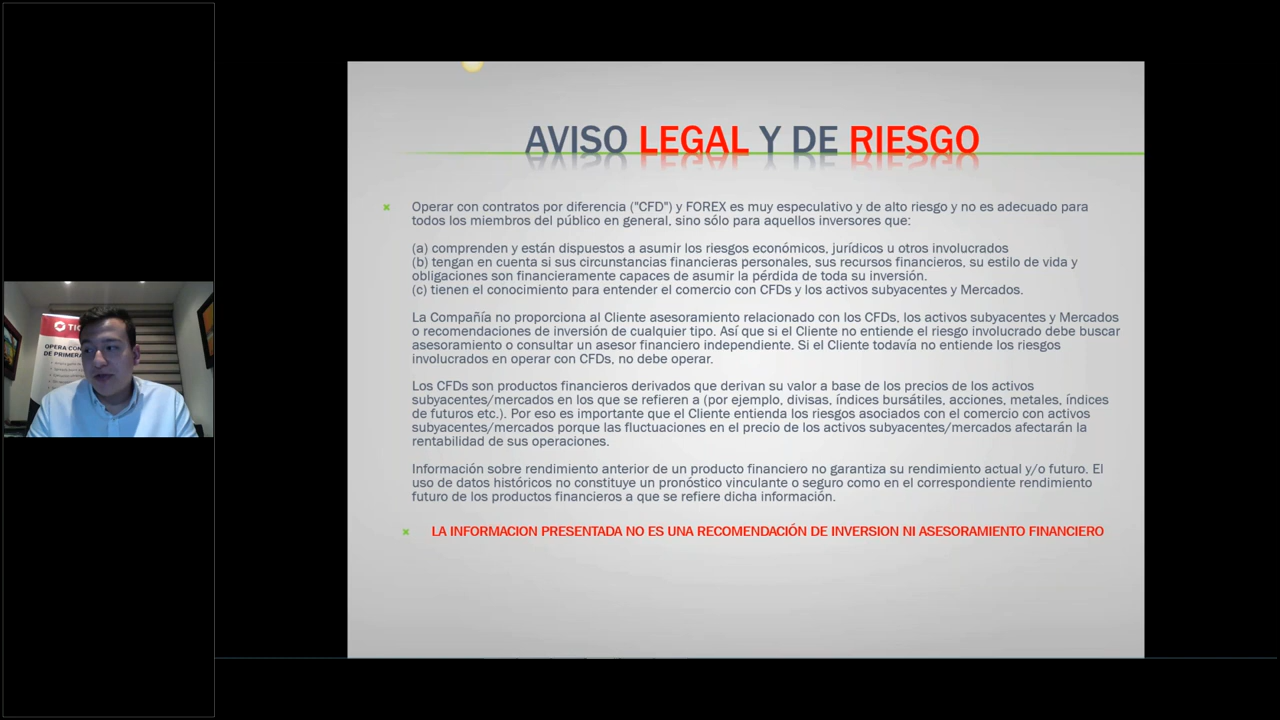 AVISO LEGAL Y DE RIESGO
Operar con contratos por diferencia ("CFD") y FOREX es muy especulativo y de alto riesgo y no es adecuado para
todos los miembros del público en general, sino sólo para aquellos inversores que:
(a) comprenden y están dispuestos a asumir los riesgos económicos, jurídicos u otros involucrados
(b) tengan en cuenta si sus circunstancias financieras personales, sus recursos financieros, su estilo de vida y
obligaciones son financieramente capaces de asumir la pérdida de toda su inversión.
(c) tienen el conocimiento para entender el comercio con CFDs y los activos subyacentes y Mercados.
La Compañía no proporciona al Cliente asesoramiento relacionado con los CFDs, los activos subyacentes y Mercados
o recomendaciones de inversión de cualquier tipo. Así que si el Cliente no entiende el riesgo involucrado debe buscar
asesoramiento o consultar un asesor financiero independiente. Si el Cliente todavía no entiende los riesgos
involucrados en operar con CFDs, no debe operar.
Los CFDs son productos financieros derivados que derivan su valor a base de los precios de los activos
subyacentes/mercados en los que se refieren a (por ejemplo, divisas, índices bursátiles, acciones, metales, índices
de futuros etc.). Por eso es importante que el Cliente entienda los riesgos asociados con el comercio con activos
subyacentes/mercados porque las fluctuaciones en el precio de los activos subyacentes/mercados afectarán la
rentabilidad de sus operaciones.
Información sobre rendimiento anterior de un producto financiero no garantiza su rendimiento actual y/o futuro. El
uso de datos históricos no constituye un pronóstico vinculante o seguro como en el correspondiente rendimiento
futuro de los productos financieros a que se refiere dicha información.
LA INFORMACION PRESENTADA NO ES UNA RECOMENDACIÓN DE INVERSION NI ASESORAMIENTO FINANCIERO
OPERA CON
DE PRIMERA